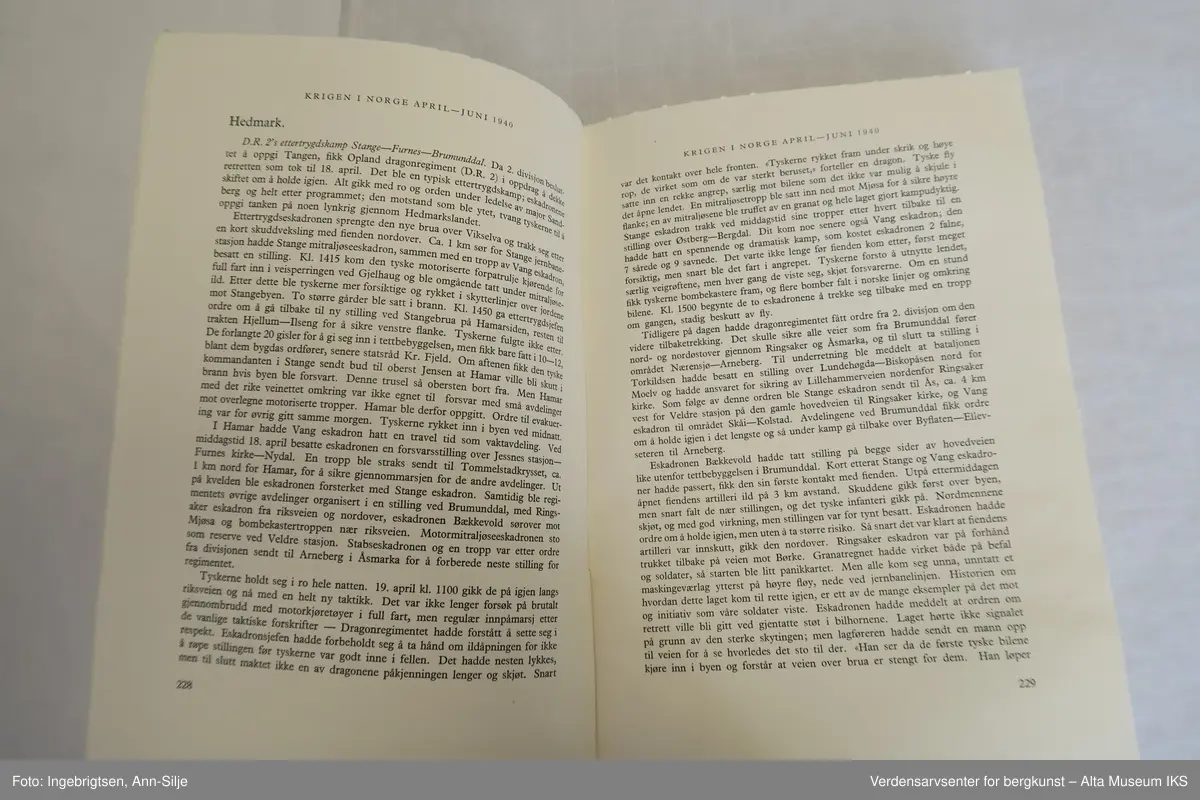 KRIGEN I NORGE APRIL—JUNI 1940
Hedmark.
D.R. 2's ettertrygdskamp Stange—Furnes—Brumunddal. Da 2. divisjon beslut-
tet å oppgi Tangen, fikk Opland dragonregiment (D.R. 2) i oppdrag å dekke
retretten som tok til 18. april. Det ble en typisk ettertrygdskamp; eskadronene
skiftet om å holde igjen. Alt gikk med ro og orden under ledelse av major Sand-
berg og helt etter programmet; den motstand som ble ytet, tvang tyskerne til å
oppgi tanken på noen lynkrig gjennom Hedmarkslandet.
Ettertrygdseskadronen sprengte den nye brua over Vikselva og trakk seg etter
en kort skuddveksling med fienden nordover. Ca. 1 km sør for Stange jernbane-
stasjon hadde Stange mitraljøseeskadron, sammen med en tropp av Vang eskadron,
besatt en stilling. Kl. 1415 kom den tyske motoriserte forpatrulje kjørende for
full fart inn i veisperringen ved Gjelhaug og ble omgående tatt under mitraljøse-
ild. Etter dette ble tyskerne mer forsiktige og rykket i skytterlinjer over jordene
mot Stangebyen. To større gårder ble satt i brann. Kl. 1450 ga ettertrygdsjefen
ordre om å gå tilbake til ny stilling ved Stangebrua på Hamarsiden, resten til
trakten Hjellum—Ilseng for å sikre venstre flanke. Tyskerne fulgte ikke etter.
De forlangte 20 gisler for å gi seg inn i tettbebyggelsen, men fikk bare fatt i 10—12,
blant dem bygdas ordfører, senere statsråd Kr. Fjeld. Om aftenen fikk den tyske
kommandanten i Stange sendt bud til oberst Jensen at Hamar ville bli skutt i
brann hvis byen ble forsvart. Denne trusel så obersten bort fra. Men Hamar
med det rike veinettet omkring var ikke egnet til forsvar med små avdelinger
mot overlegne motoriserte tropper. Hamar ble derfor oppgitt. Ordre til evakuer-
ing var for øvrig gitt samme morgen. Tyskerne rykket inn i byen ved midnatt.
I Hamar hadde Vang eskadron hatt en travel tid som vaktavdeling. Ved
middagstid 18. april besatte eskadronen en forsvarsstilling over Jessnes stasjon—
Furnes kirke—Nydal. En tropp ble straks sendt til Tommelstadkrysset, ca.
1 km nord for Hamar, for å sikre gjennommarsjen for de andre avdelinger. Ut
på kvelden ble eskadronen forsterket med Stange eskadron. Samtidig ble regi-
mentets øvrige avdelinger organisert i en stilling ved Brumunddal, med Rings-
aker eskadron fra riksveien og nordover, eskadronen Bækkevold sørover mot
Mjøsa og bombekastertroppen nær riksveien. Motormitraljøseeskadronen sto
som reserve ved Veldre stasjon. Stabseskadronen og en tropp var etter ordre
fra divisjonen sendt til Arneberg i Åsmarka for å forberede neste stilling for
regimentet.
Tyskerne holdt seg i ro hele natten. 19. april kl. 1100 gikk de på igjen langs
riksveien og nå med en helt ny taktikk. Det var ikke lenger forsøk på brutalt
gjennombrudd med motorkjøretøyer i full fart, men regulær innpåmarsj etter
de vanlige taktiske forskrifter — Dragonregimentet hadde forstått å sette seg i
respekt. Eskadronsjefen hadde forbeholdt seg å ta hånd om ildåpningen for ikke
å røpe stillingen før tyskerne var godt inne i fellen. Det hadde nesten lykkes,
men til slutt maktet ikke en av dragonene påkjenningen lenger og skjøt. Snart
228
KRIGEN I NORGE APRIL—JUNI 1940
var det kontakt over hele fronten. «Tyskerne rykket fram under skrik og høye
rop, de virket som om de var sterkt beruset,» forteller en dragon. Tyske fly
satte inn en rekke angrep, særlig mot bilene som det ikke var mulig å skjule i
det åpne lendet. En mitraljøsetropp ble satt inn ned mot Mjøsa for å sikre høyre
flanke; en av mitraljøsene ble truffet av en granat og hele laget gjort kampudyktig.
Stange eskadron trakk ved middagstid sine tropper etter hvert tilbake til en
stilling over Østberg—Bergdal. Dit kom noe senere også Vang eskadron; den
hadde hatt en spennende og dramatisk kamp, som kostet eskadronen 2 falne,
7 sårede og 9 savnede. Det varte ikke lenge før fienden kom etter, først meget
forsiktig, men snart ble det fart i angrepet. Tyskerne forsto å utnytte lendet,
særlig veigrøftene, men hver gang de viste seg, skjøt forsvarerne. Om en stund
fikk tyskerne bombekastere fram, og flere bomber falt i norske linjer og omkring
bilene. Kl. 1500 begynte de to eskadronene å trekke seg tilbake med en tropp
om gangen, stadig beskutt av fly.
Tidligere på dagen hadde dragonregimentet fått ordre fra 2. divisjon om den
videre tilbaketrekking. Det skulle sikre alle veier som fra Brumunddal fører
nord- og nordøstover gjennom Ringsaker og Åsmarka, og til slutt ta stilling i
området Nærensjø—Arneberg. Til underretning ble meddelt at bataljonen
Torkildsen hadde besatt en stilling over Lundehøgda—Biskopåsen nord for
Moelv og hadde ansvaret for sikring av Lillehammerveien nordenfor Ringsaker
kirke. Som følge av denne ordren ble Stange eskadron sendt til Ås, ca. 4 km
vest for Veldre stasjon på den gamle hovedveien til Ringsaker kirke, og Vang
eskadron til området Skåi—Kolstad. Avdelingene ved Brumunddal fikk ordre
om å holde igjen i det lengste og så under kamp gå tilbake over Byflaten—Eliev-
seteren til Arneberg.
Eskadronen Bækkevold hadde tatt stilling på begge sider av hovedveien
like utenfor tettbebyggelsen i Brumunddal. Kort etterat Stange og Vang eskadro-
ner hadde passert, fikk den sin første kontakt med fienden. Utpå ettermiddagen
åpnet fiendens artilleri ild på 3 km avstand. Skuddene gikk først over byen,
men snart falt de nær stillingen, og det tyske infanteri gikk på. Nordmennene
skjøt, og med god virkning, men stillingen var for tynt besatt. Eskadronen hadde
ordre om å holde igjen, men uten å ta større risiko. Så snart det var klart at fiendens
artilleri var innskutt, gikk den nordover. Ringsaker eskadron var på forhånd
trukket tilbake på veien mot Børke. Granatregnet hadde virket både på befal
og soldater, så starten ble litt panikkartet. Men alle kom seg unna, unntatt et
maskingeværlag ytterst på høyre fløy, nede ved jernbanelinjen. Historien om
hvordan dette laget kom til rette igjen, er ett av de mange eksempler på det mot
og initiativ som våre soldater viste. Eskadronen hadde meddelt at ordren om
retrett ville bli gitt ved gjentatte støt i bilhornene. Laget hørte ikke signalet
på grunn av den sterke skytingen; men lagføreren hadde sendt en mann opp
til veien for å se hvorledes det sto til der. «Han ser da de første tyske bilene
kjøre inn i byen og forstår at veien over brua er stengt for dem. Han løper
229
Foto: Ingebrigtsen, Ann-Silje
Verdensarvsenter for bergkunst – Alta Museum IKS